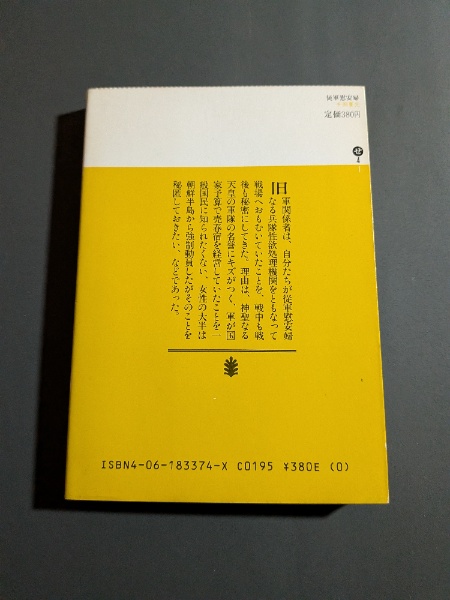 従軍慰安婦
千田夏光
定価380円
せ
旧軍関係者は、自分たちが従軍慰安婦
なる兵隊性欲処理機関をともなって
戦場へおもむいていたことを、戦中も戦
後も秘密にしてきた。理由は、神聖なる
天皇の軍隊の名誉にキズがつく、軍が国
家予算で売春宿を経営していたことを一
般国民に知られたくない、女性の大半は
朝鮮半島から強制動員したがそのことを
秘匿しておきたい、などであった。
ISBN4-06-183374-X C0195 ¥380E (0)